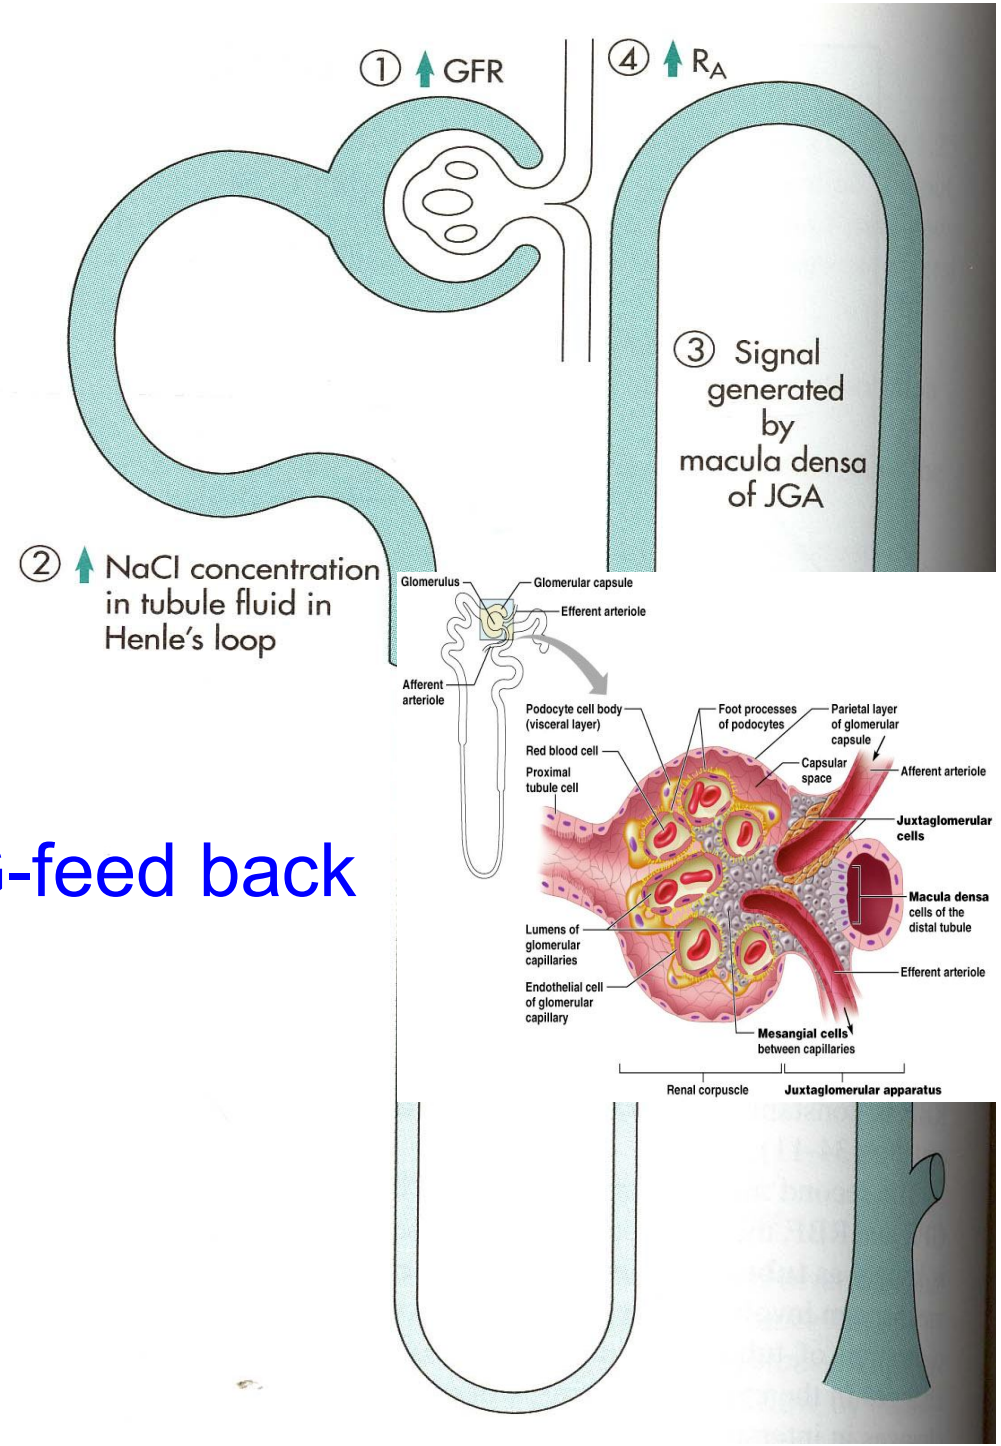 ① ↑ GFR
④ ↑ RA
③ Signal
generated
by
macula densa
of JGA
② ↑ NaCl concentration
in tubule fluid in
Henle's loop
Glomerulus
Glomerular capsule
Efferent arteriole
Afferent
arteriole
Podocyte cell body
(visceral layer)
Foot processes
of podocytes
Parietal layer
of glomerular
capsule
Red blood cell
Capsular
space
Afferent arteriole
Proximal
tubule cell
Juxtaglomerular
cells
-feed back
Macula densa
cells of the
distal tubule
Lumens of
glomerular
capillaries
Efferent arteriole
Endothelial cell
of glomerular
capillary
Mesangial cells
between capillaries
Renal corpuscle
Juxtaglomerular apparatus